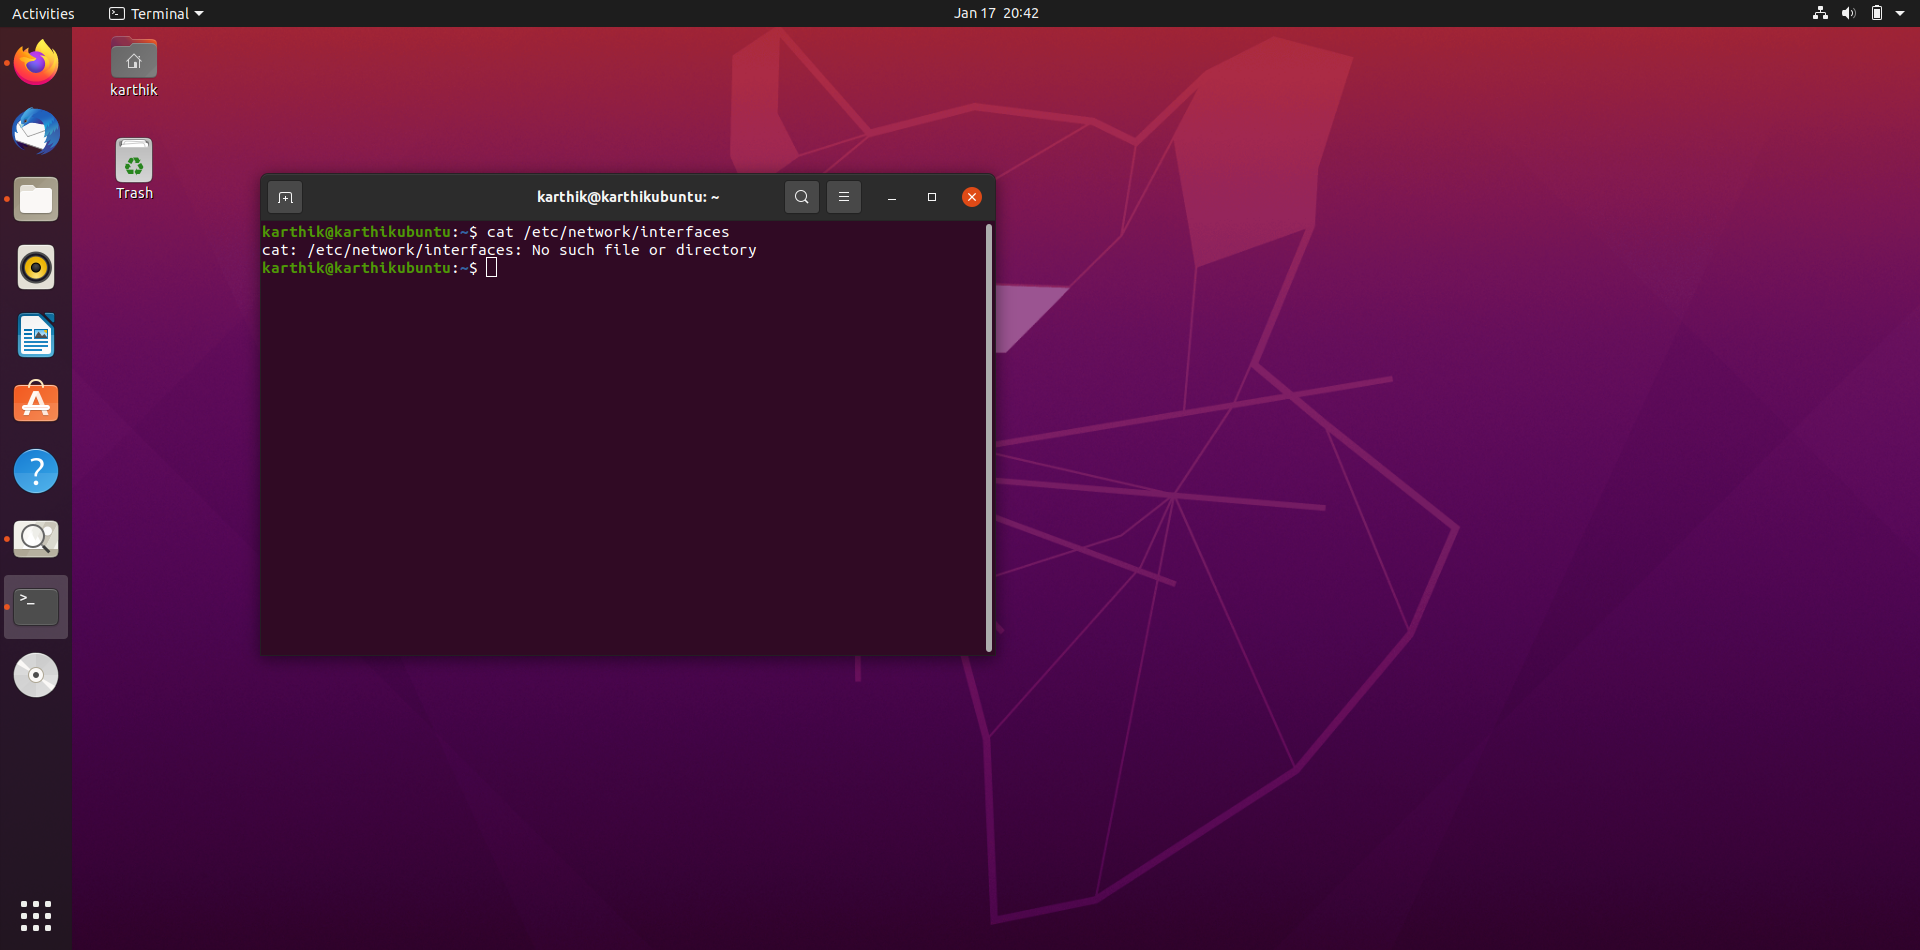 Activities
Terminal
Jan 17 20:42
karthik
Trash
karthik@karthikubuntu: ~
karthik@karthikubuntu:~$ cat /etc/network/interfaces
cat: /etc/network/interfaces: No such file or directory
karthik@karthikubuntu:~$